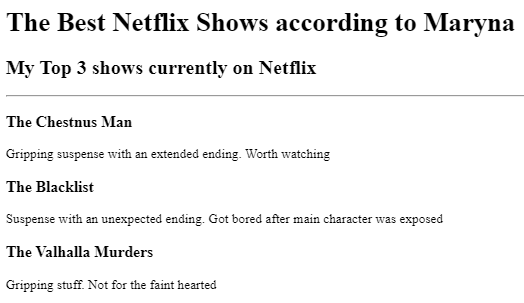 The Best Netflix Shows according to Maryna
My Top 3 shows currently on Netflix
The Chestnus Man
Gripping suspense with an extended ending. Worth watching
The Blacklist
Suspense with an unexpected ending. Got bored after main character was exposed
The Valhalla Murders
Gripping stuff. Not for the faint hearted